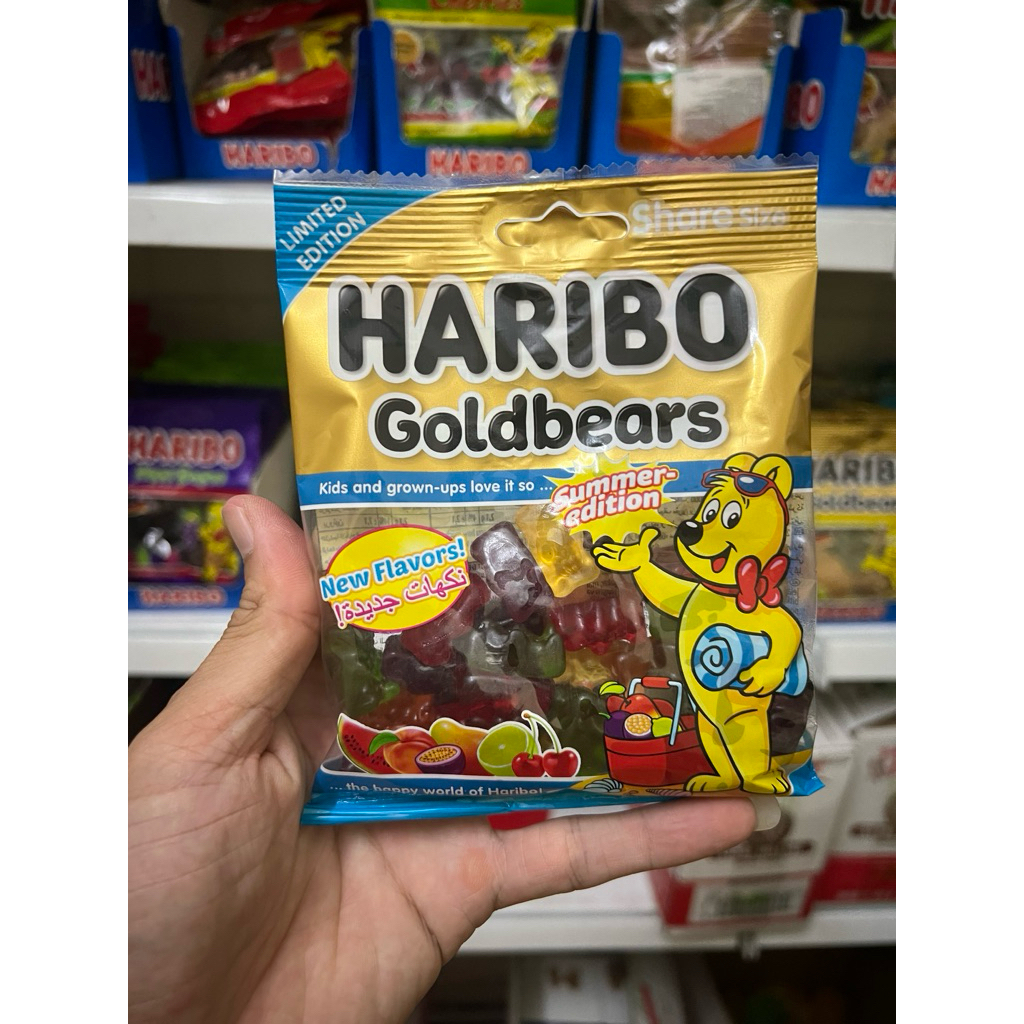 HARIBO
HARIBO
LIMITED
EDITION
Share Size
HARIBO
Goldbears
Kids and grown-ups love it so ...
Summer-
edition
New Flavors!
نكهات جديدة!
... the happy world of Haribo!
HARIBO
HARIBO